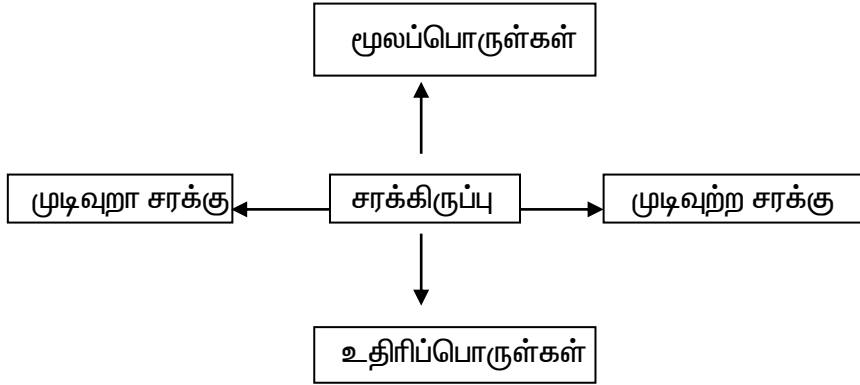 மூலப்பொருள்கள்
முடிவுறா சரக்கு
சரக்கிருப்பு
முடிவுற்ற சரக்கு
உதிரிப்பொருள்கள்